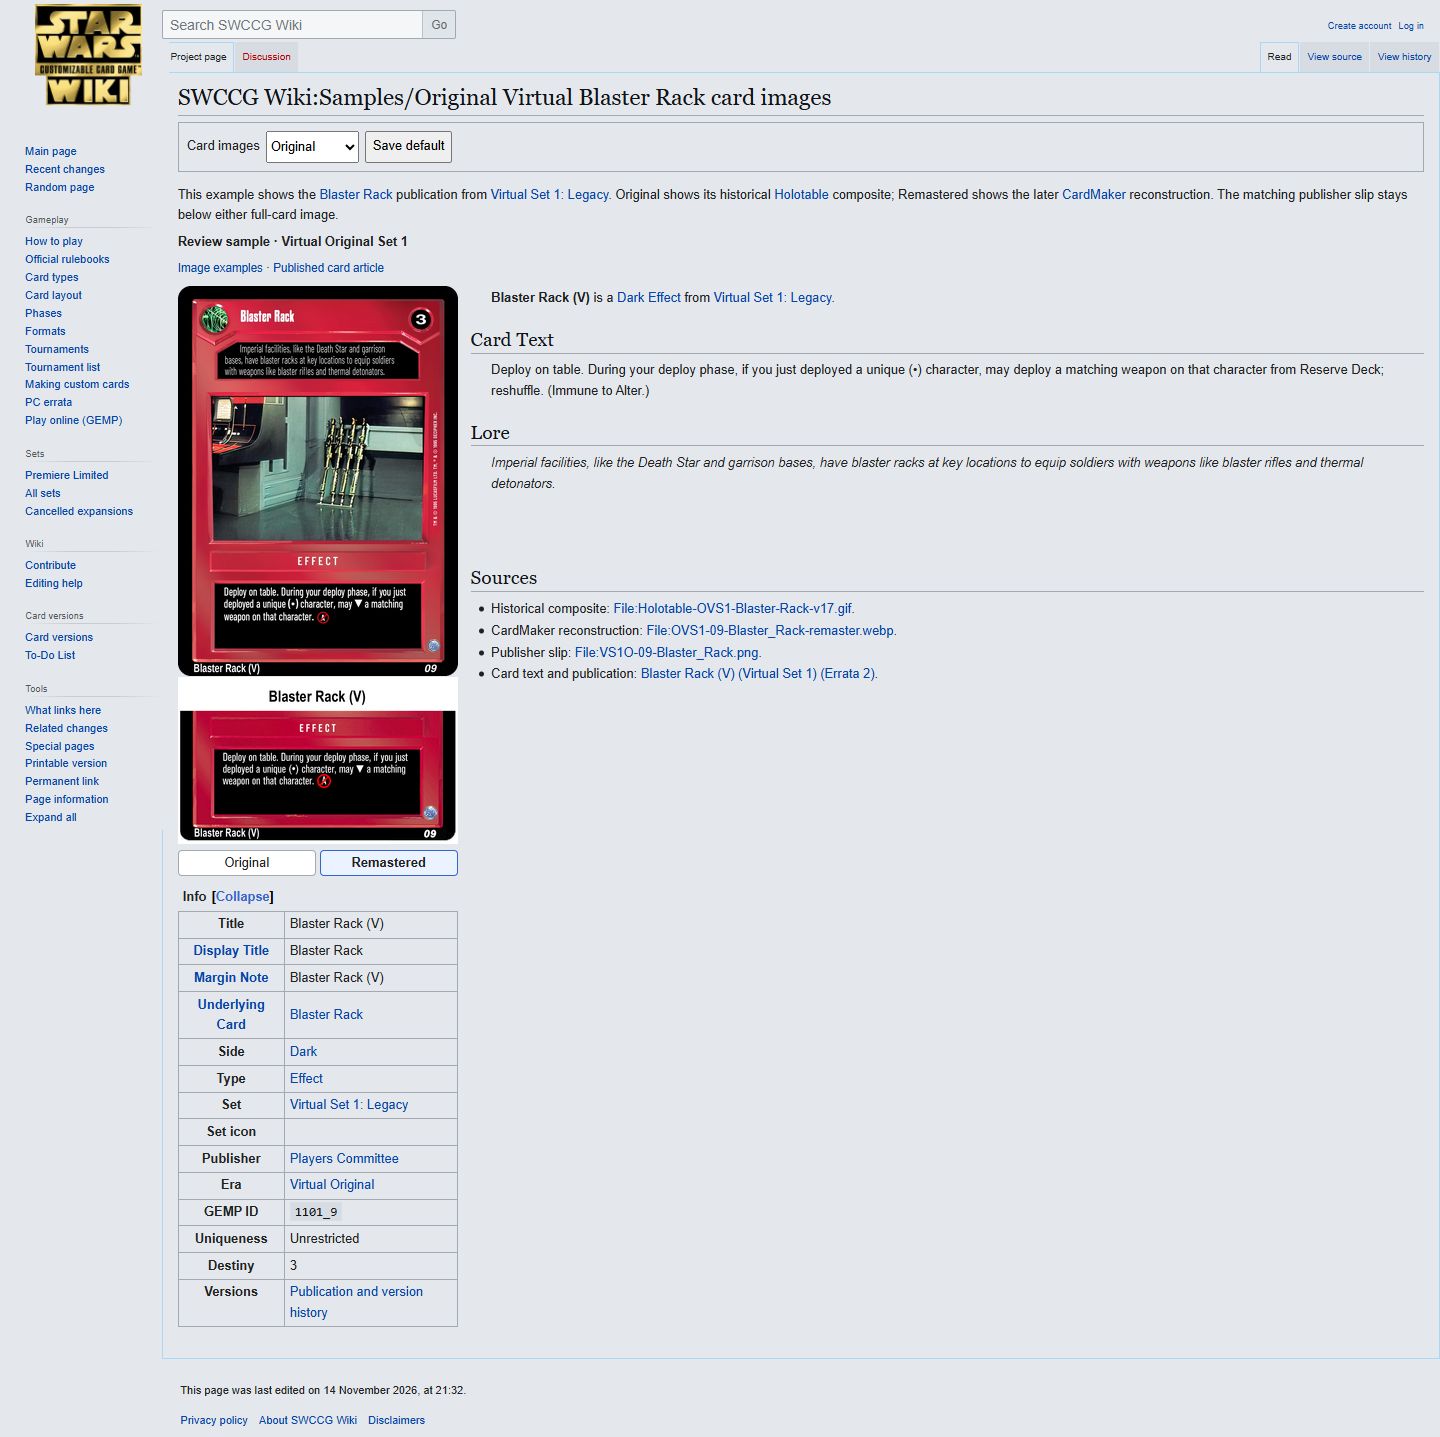 STAR WARS
CUSTOMIZABLE CARD GAME
WIKI
Search SWCCG Wiki
Go
Create account Log in
Project page Discussion
Read View source View history
SWCCG Wiki:Samples/Original Virtual Blaster Rack card images
Card images Original Save default
This example shows the Blaster Rack publication from Virtual Set 1: Legacy. Original shows its historical Holotable composite; Remastered shows the later CardMaker reconstruction. The matching publisher slip stays
below either full-card image.
Review sample · Virtual Original Set 1
Image examples · Published card article
Main page
Recent changes
Random page
Gameplay
How to play
Official rulebooks
Card types
Card layout
Phases
Formats
Tournaments
Tournament list
Making custom cards
PC errata
Play online (GEMP)
Sets
Premiere Limited
All sets
Cancelled expansions
Wiki
Contribute
Editing help
Card versions
Card versions
To-Do List
Tools
What links here
Related changes
Special pages
Printable version
Permanent link
Page information
Expand all
Blaster Rack
3
Imperial facilities, like the Death Star and garrison
bases, have blaster racks at key locations to equip soldiers
with weapons like blaster rifles and thermal detonators.
EFFECT
Deploy on table. During your deploy phase, if you just
deployed a unique (•) character, may ▼ a matching
weapon on that character.
Blaster Rack (V) 09
Blaster Rack (V)
EFFECT
Deploy on table. During your deploy phase, if you just
deployed a unique (•) character, may ▼ a matching
weapon on that character.
Blaster Rack (V) 09
Original Remastered
Blaster Rack (V) is a Dark Effect from Virtual Set 1: Legacy.
Card Text
Deploy on table. During your deploy phase, if you just deployed a unique (•) character, may deploy a matching weapon on that character from Reserve Deck;
reshuffle. (Immune to Alter.)
Lore
Imperial facilities, like the Death Star and garrison bases, have blaster racks at key locations to equip soldiers with weapons like blaster rifles and thermal
detonators.
Sources
Historical composite: File:Holotable-OVS1-Blaster-Rack-v17.gif.
CardMaker reconstruction: File:OVS1-09-Blaster_Rack-remaster.webp.
Publisher slip: File:VS1O-09-Blaster_Rack.png.
Card text and publication: Blaster Rack (V) (Virtual Set 1) (Errata 2).
Info [Collapse]
Title Blaster Rack (V)
Display Title Blaster Rack
Margin Note Blaster Rack (V)
Underlying Card Blaster Rack
Side Dark
Type Effect
Set Virtual Set 1: Legacy
Set icon
Publisher Players Committee
Era Virtual Original
GEMP ID 1101_9
Uniqueness Unrestricted
Destiny 3
Versions Publication and version
history
This page was last edited on 14 November 2026, at 21:32.
Privacy policy About SWCCG Wiki Disclaimers